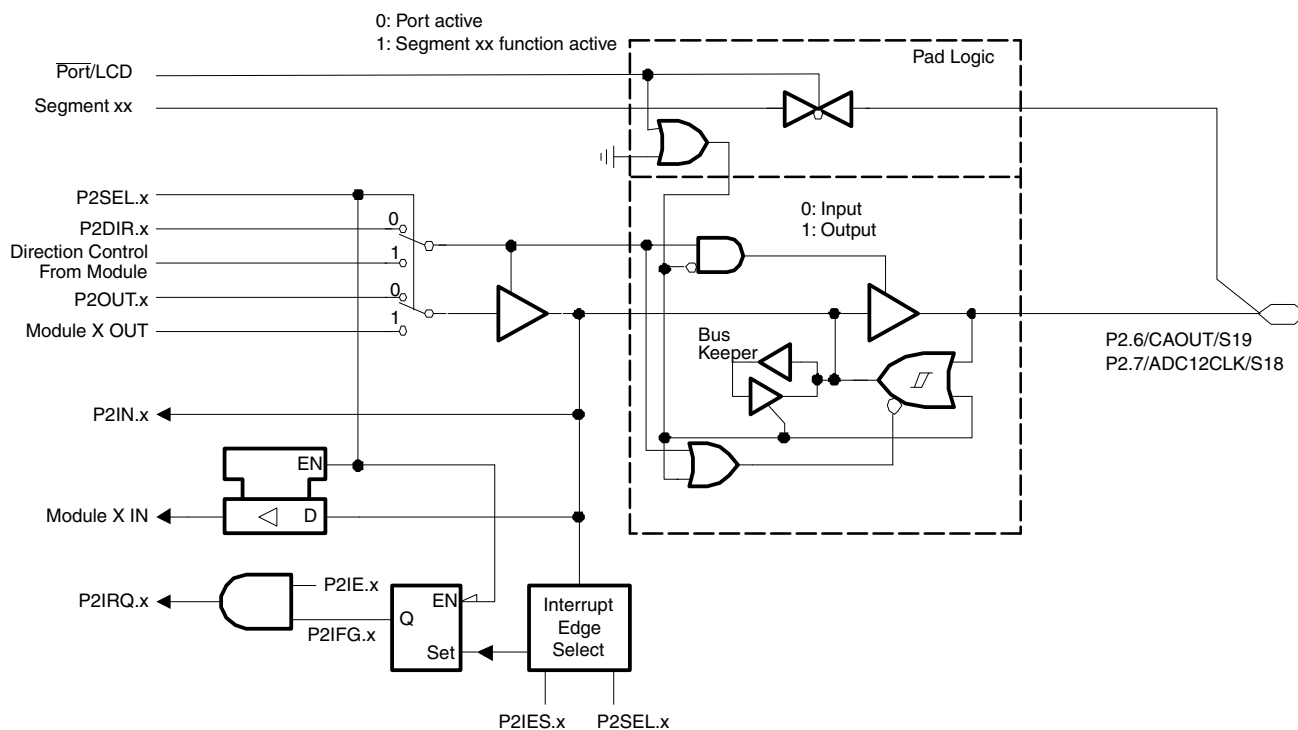 0: Port active
1: Segment xx function active
Pad Logic
Port/LCD
Segment xx
P2SEL.x
P2DIR.x
0
Direction Control
From Module
1
P2OUT.x
0
Module X OUT
1
0: Input
1: Output
Bus
Keeper
P2.6/CAOUT/S19
P2.7/ADC12CLK/S18
P2IN.x
EN
Module X IN
D
P2IRQ.x
P2IE.x
P2IFG.x
EN
Q
Set
Interrupt
Edge
Select
P2IES.x
P2SEL.x